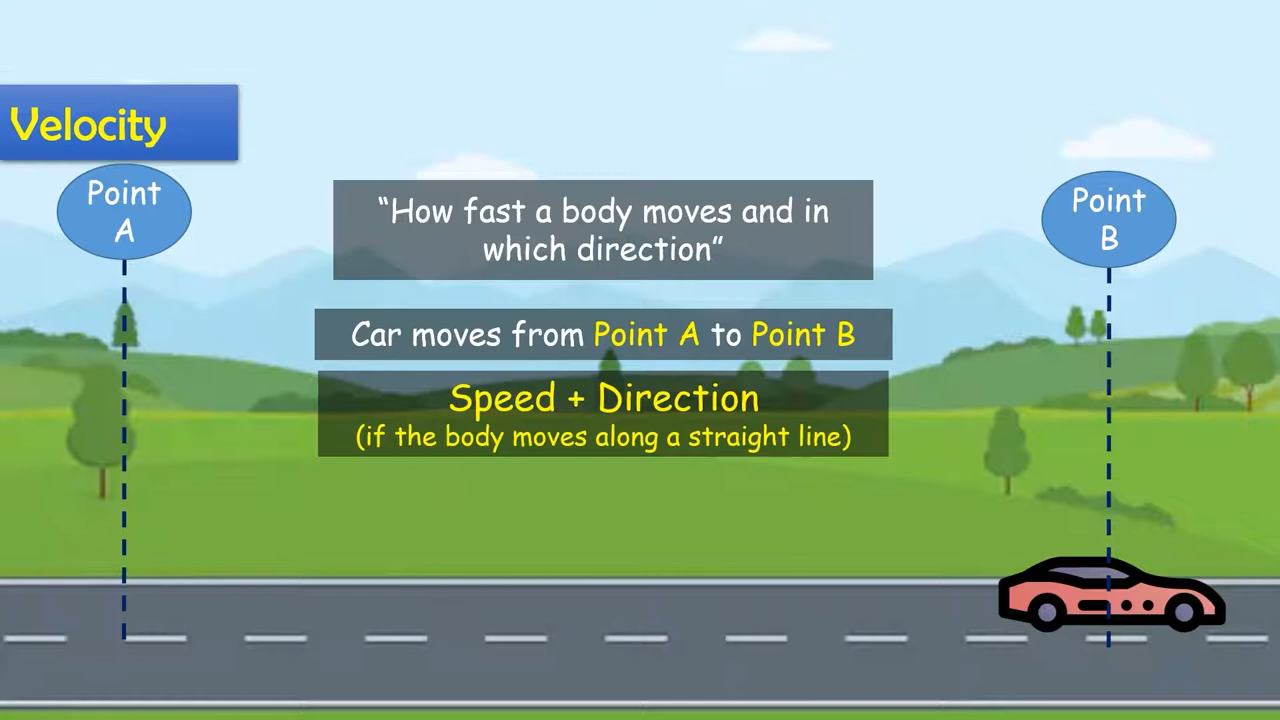 Velocity
Point
A
“How fast a body moves and in
which direction”
Point
B
Car moves from Point A to Point B
Speed + Direction
(if the body moves along a straight line)